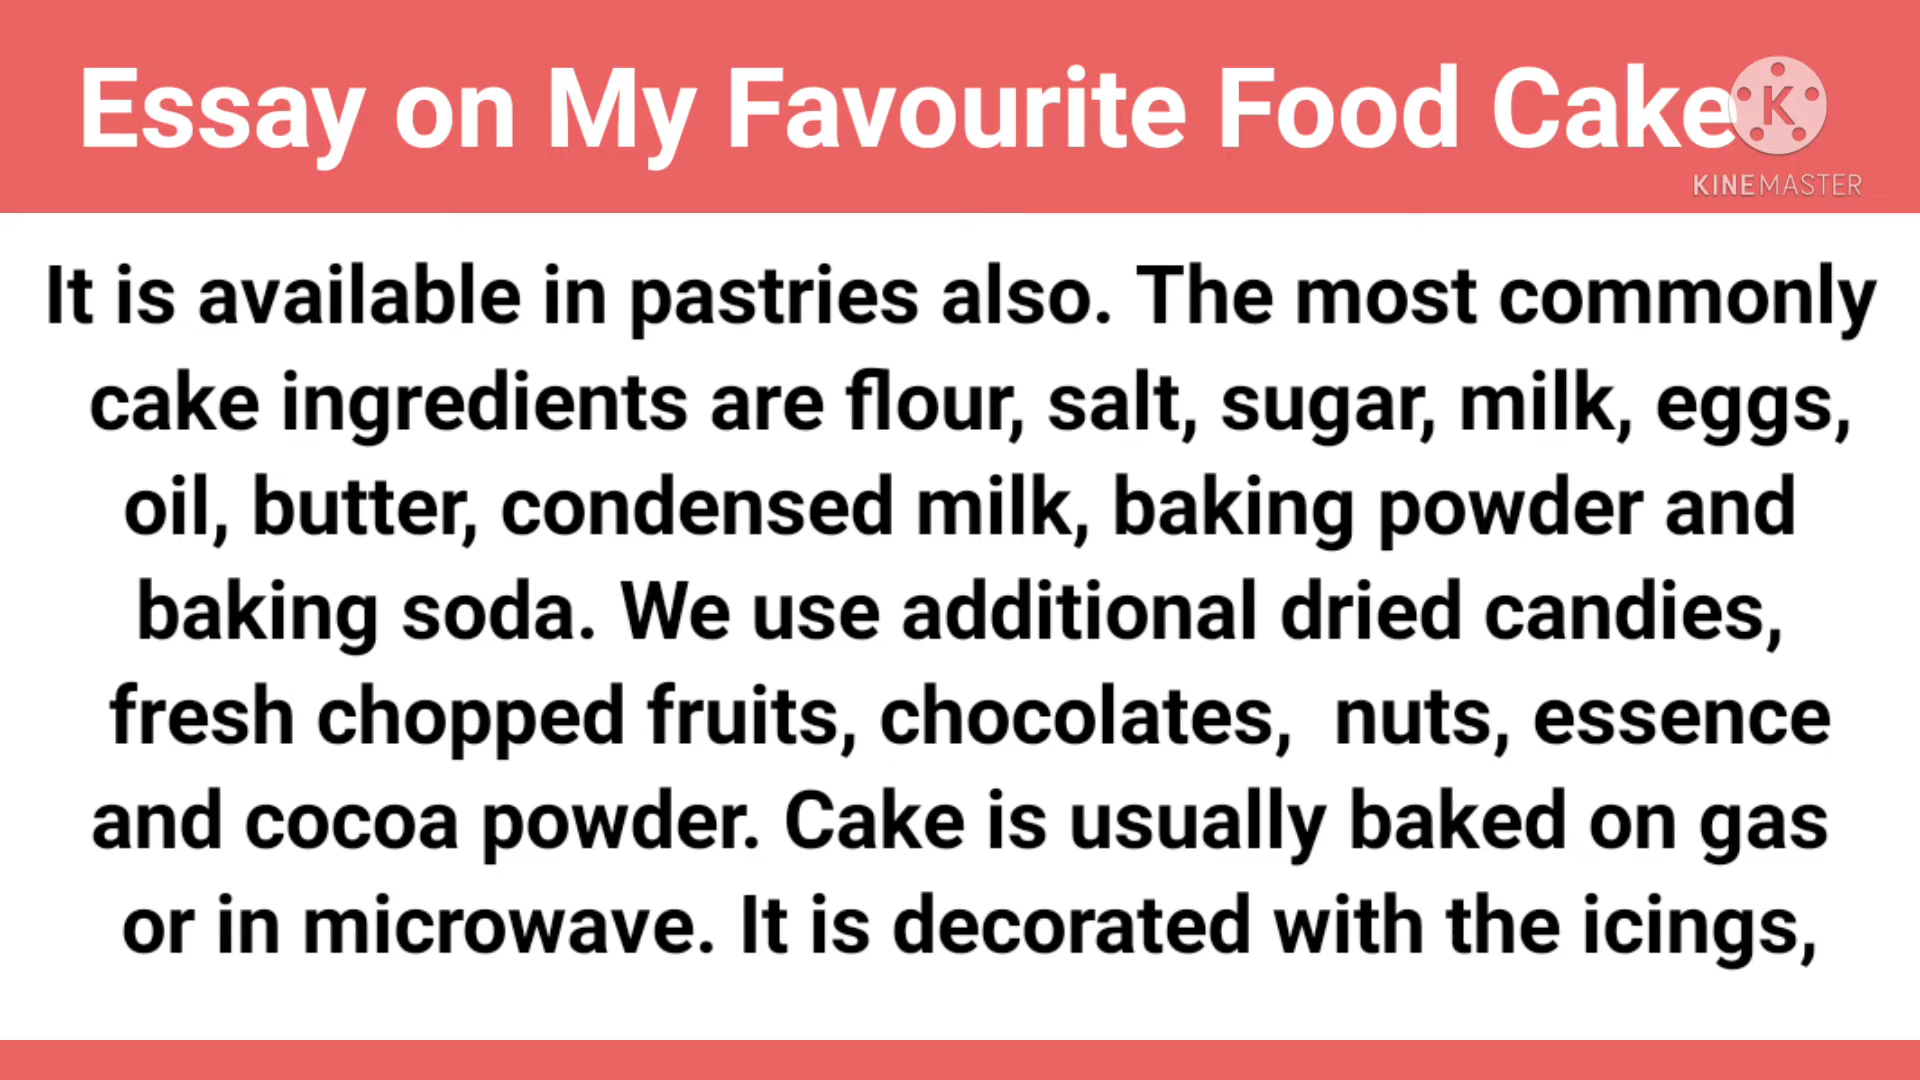 Essay on My Favourite Food Cake
K
KINEMASTER
It is available in pastries also. The most commonly
cake ingredients are flour, salt, sugar, milk, eggs,
oil, butter, condensed milk, baking powder and
baking soda. We use additional dried candies,
fresh chopped fruits, chocolates,  nuts, essence
and cocoa powder. Cake is usually baked on gas
or in microwave. It is decorated with the icings,